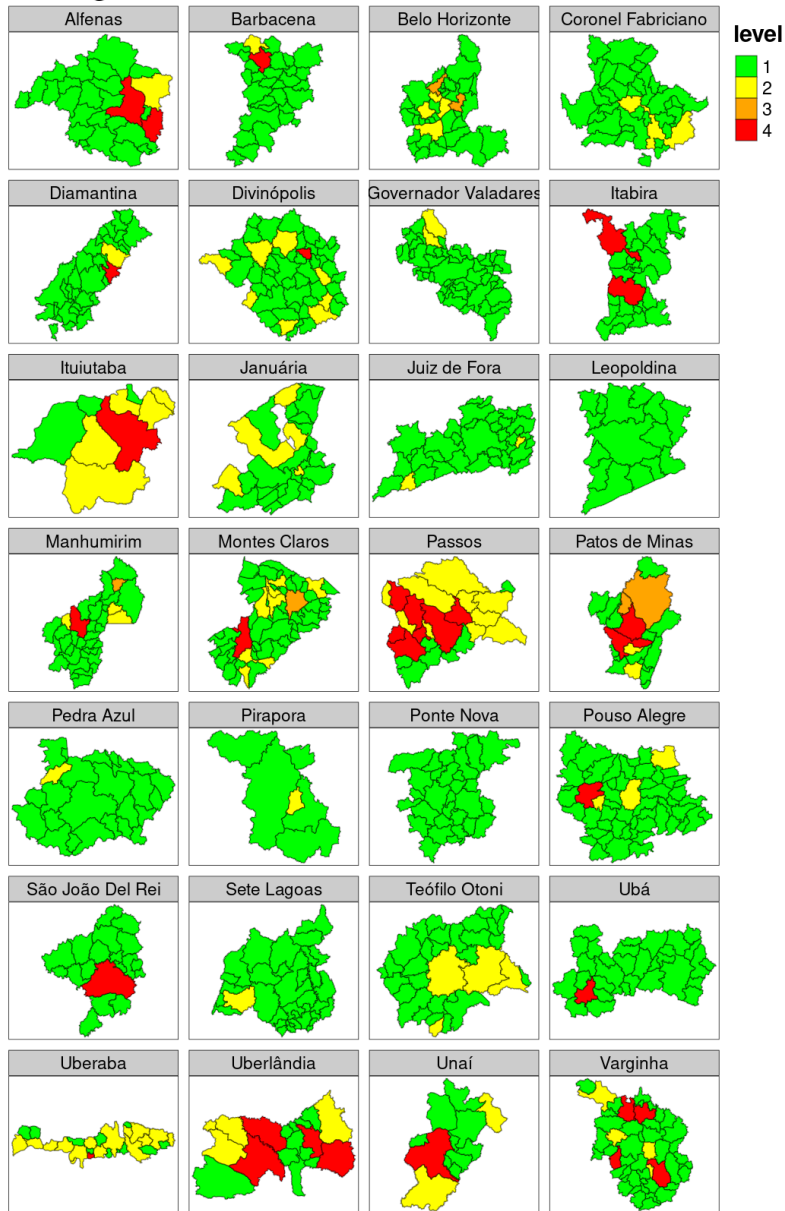 Alfenas
Barbacena
Belo Horizonte
Coronel Fabriciano
level
1
2
3
4
Diamantina
Divinópolis
Governador Valadares
Itabira
Ituiutaba
Januária
Juiz de Fora
Leopoldina
Manhumirim
Montes Claros
Passos
Patos de Minas
Pedra Azul
Pirapora
Ponte Nova
Pouso Alegre
São João Del Rei
Sete Lagoas
Teófilo Otoni
Ubá
Uberaba
Uberlândia
Unaí
Varginha